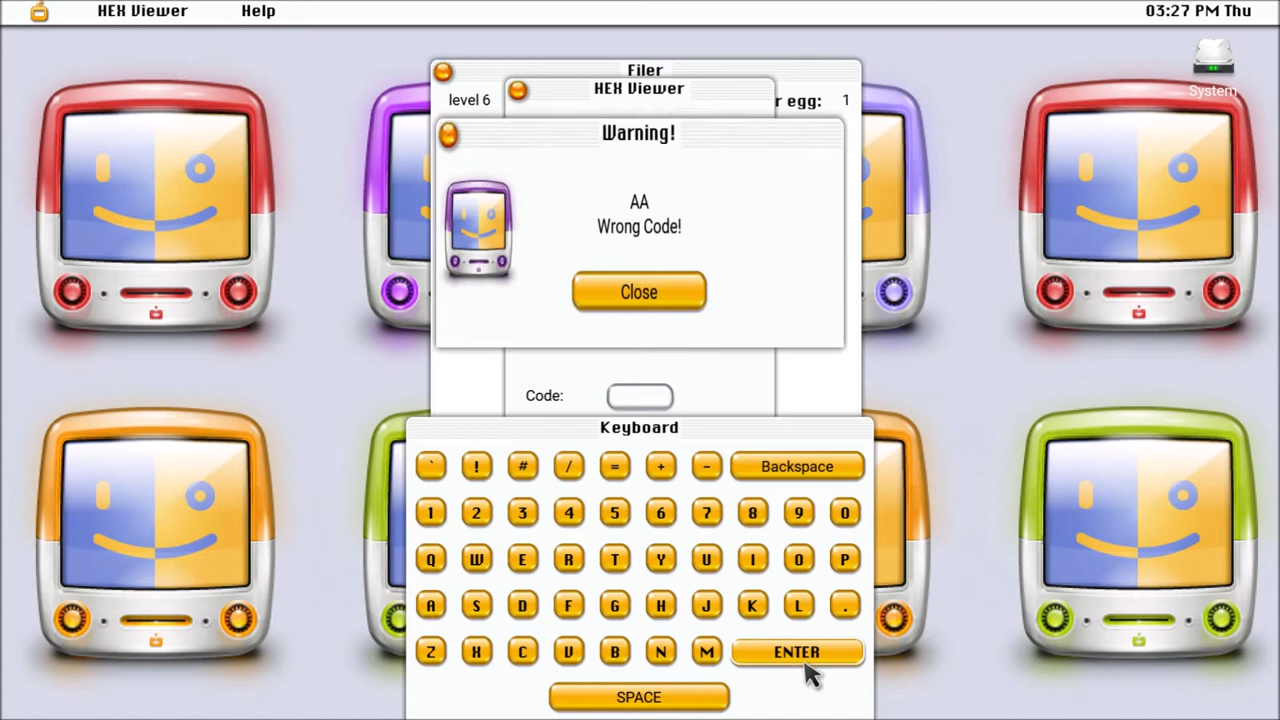 HEX Viewer Help 03:27 PM Thu
System
Filer
level 6 r egg: 1
HEX Viewer
Warning!
AA
Wrong Code!
Close
Code:
Keyboard
` ! # / = + - Backspace
1 2 3 4 5 6 7 8 9 0
Q W E R T Y U I O P
A S D F G H J K L .
Z X C V B N M ENTER
SPACE